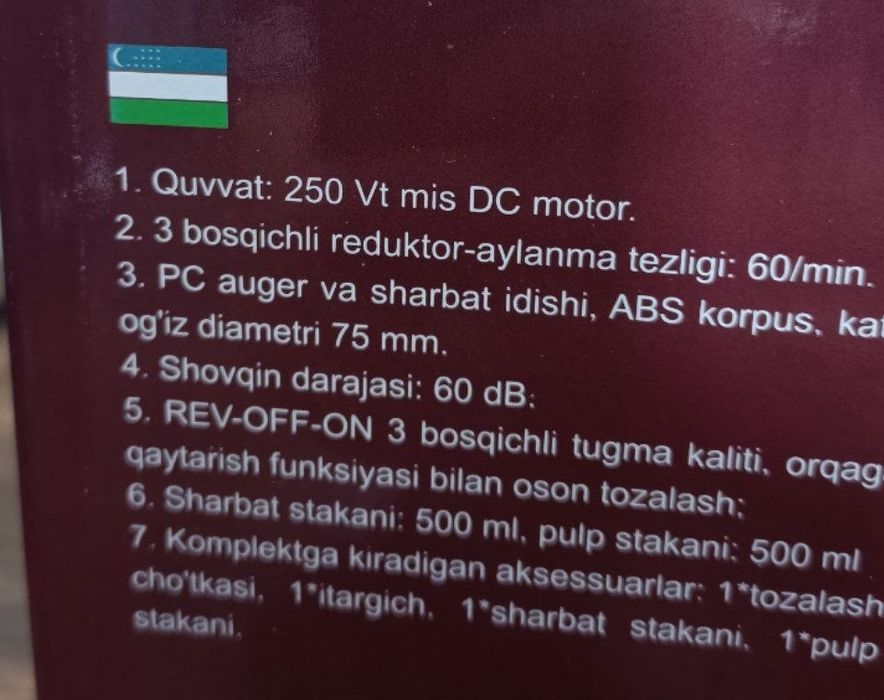 1. Quvvat: 250 Vt mis DC motor.
2. 3 bosqichli reduktor-aylanma tezligi: 60/min.
3. PC auger va sharbat idishi, ABS korpus,
og'iz diametri 75 mm.
4. Shovqin darajasi: 60 dB;
5. REV-OFF-ON 3 bosqichli tugma kaliti,
qaytarish funksiyasi bilan oson tozalash;
6. Sharbat stakani: 500 ml, pulp stakani: 500 ml
7. Komplektga kiradigan aksessuarlar: 1*tozalash
cho'tkasi, 1*itargich, 1*sharbat stakani, 1*pulp
stakani.